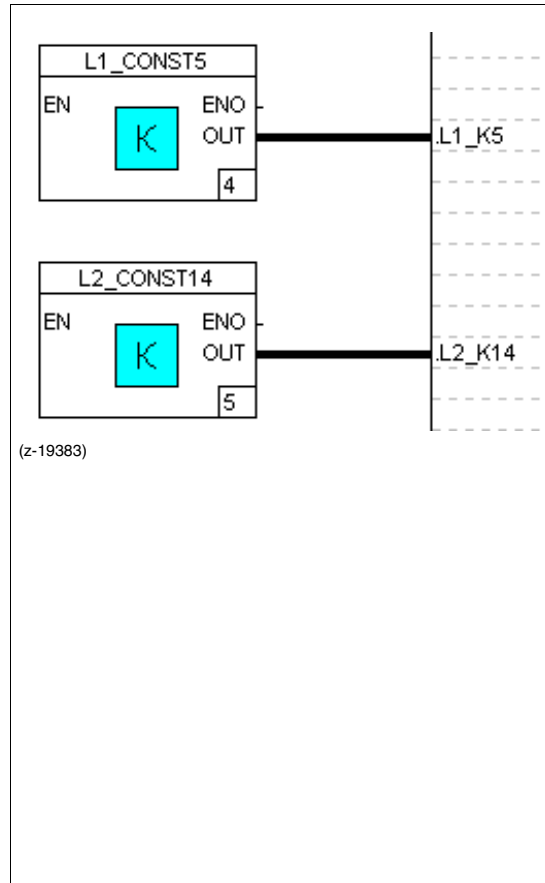 L1_CONST5
EN ENO
K OUT .L1_K5
4
L2_CONST14
EN ENO
K OUT .L2_K14
5
(z-19383)